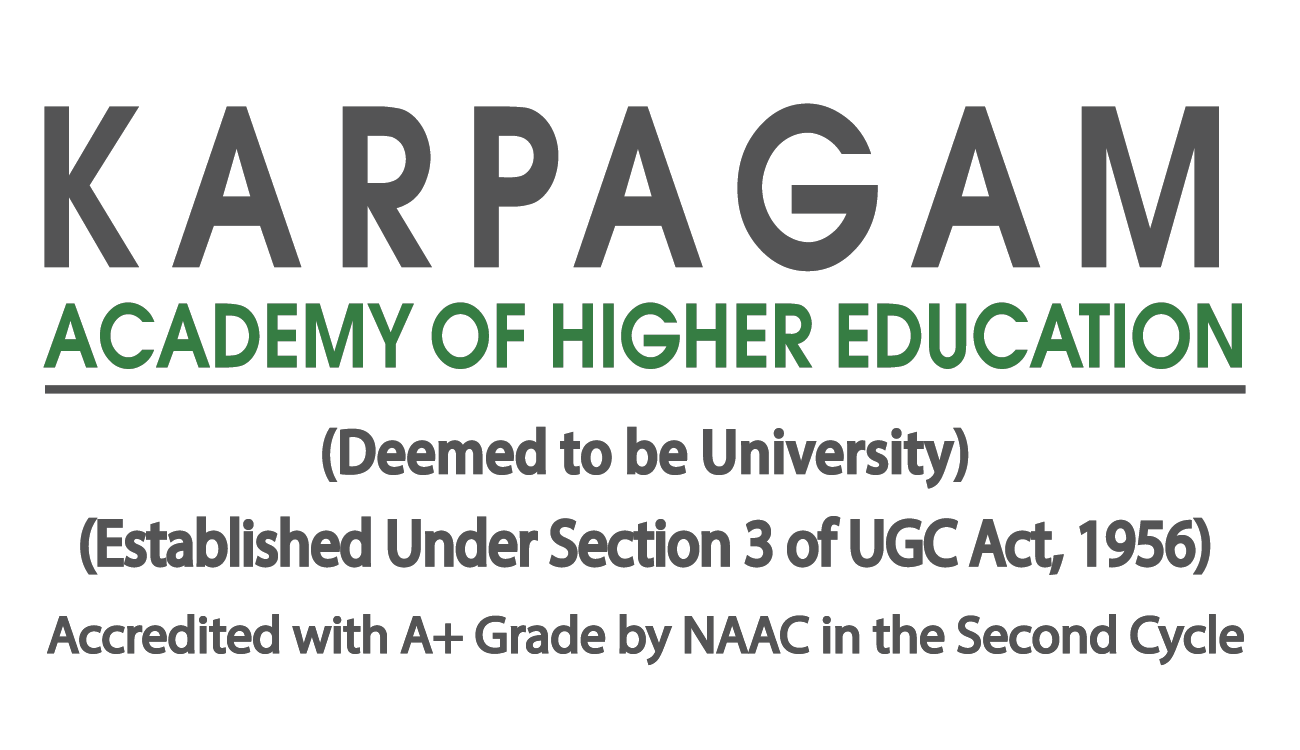 KARPAGAM
ACADEMY OF HIGHER EDUCATION
(Deemed to be University)
(Established Under Section 3 of UGC Act, 1956)
Accredited with A+ Grade by NAAC in the Second Cycle